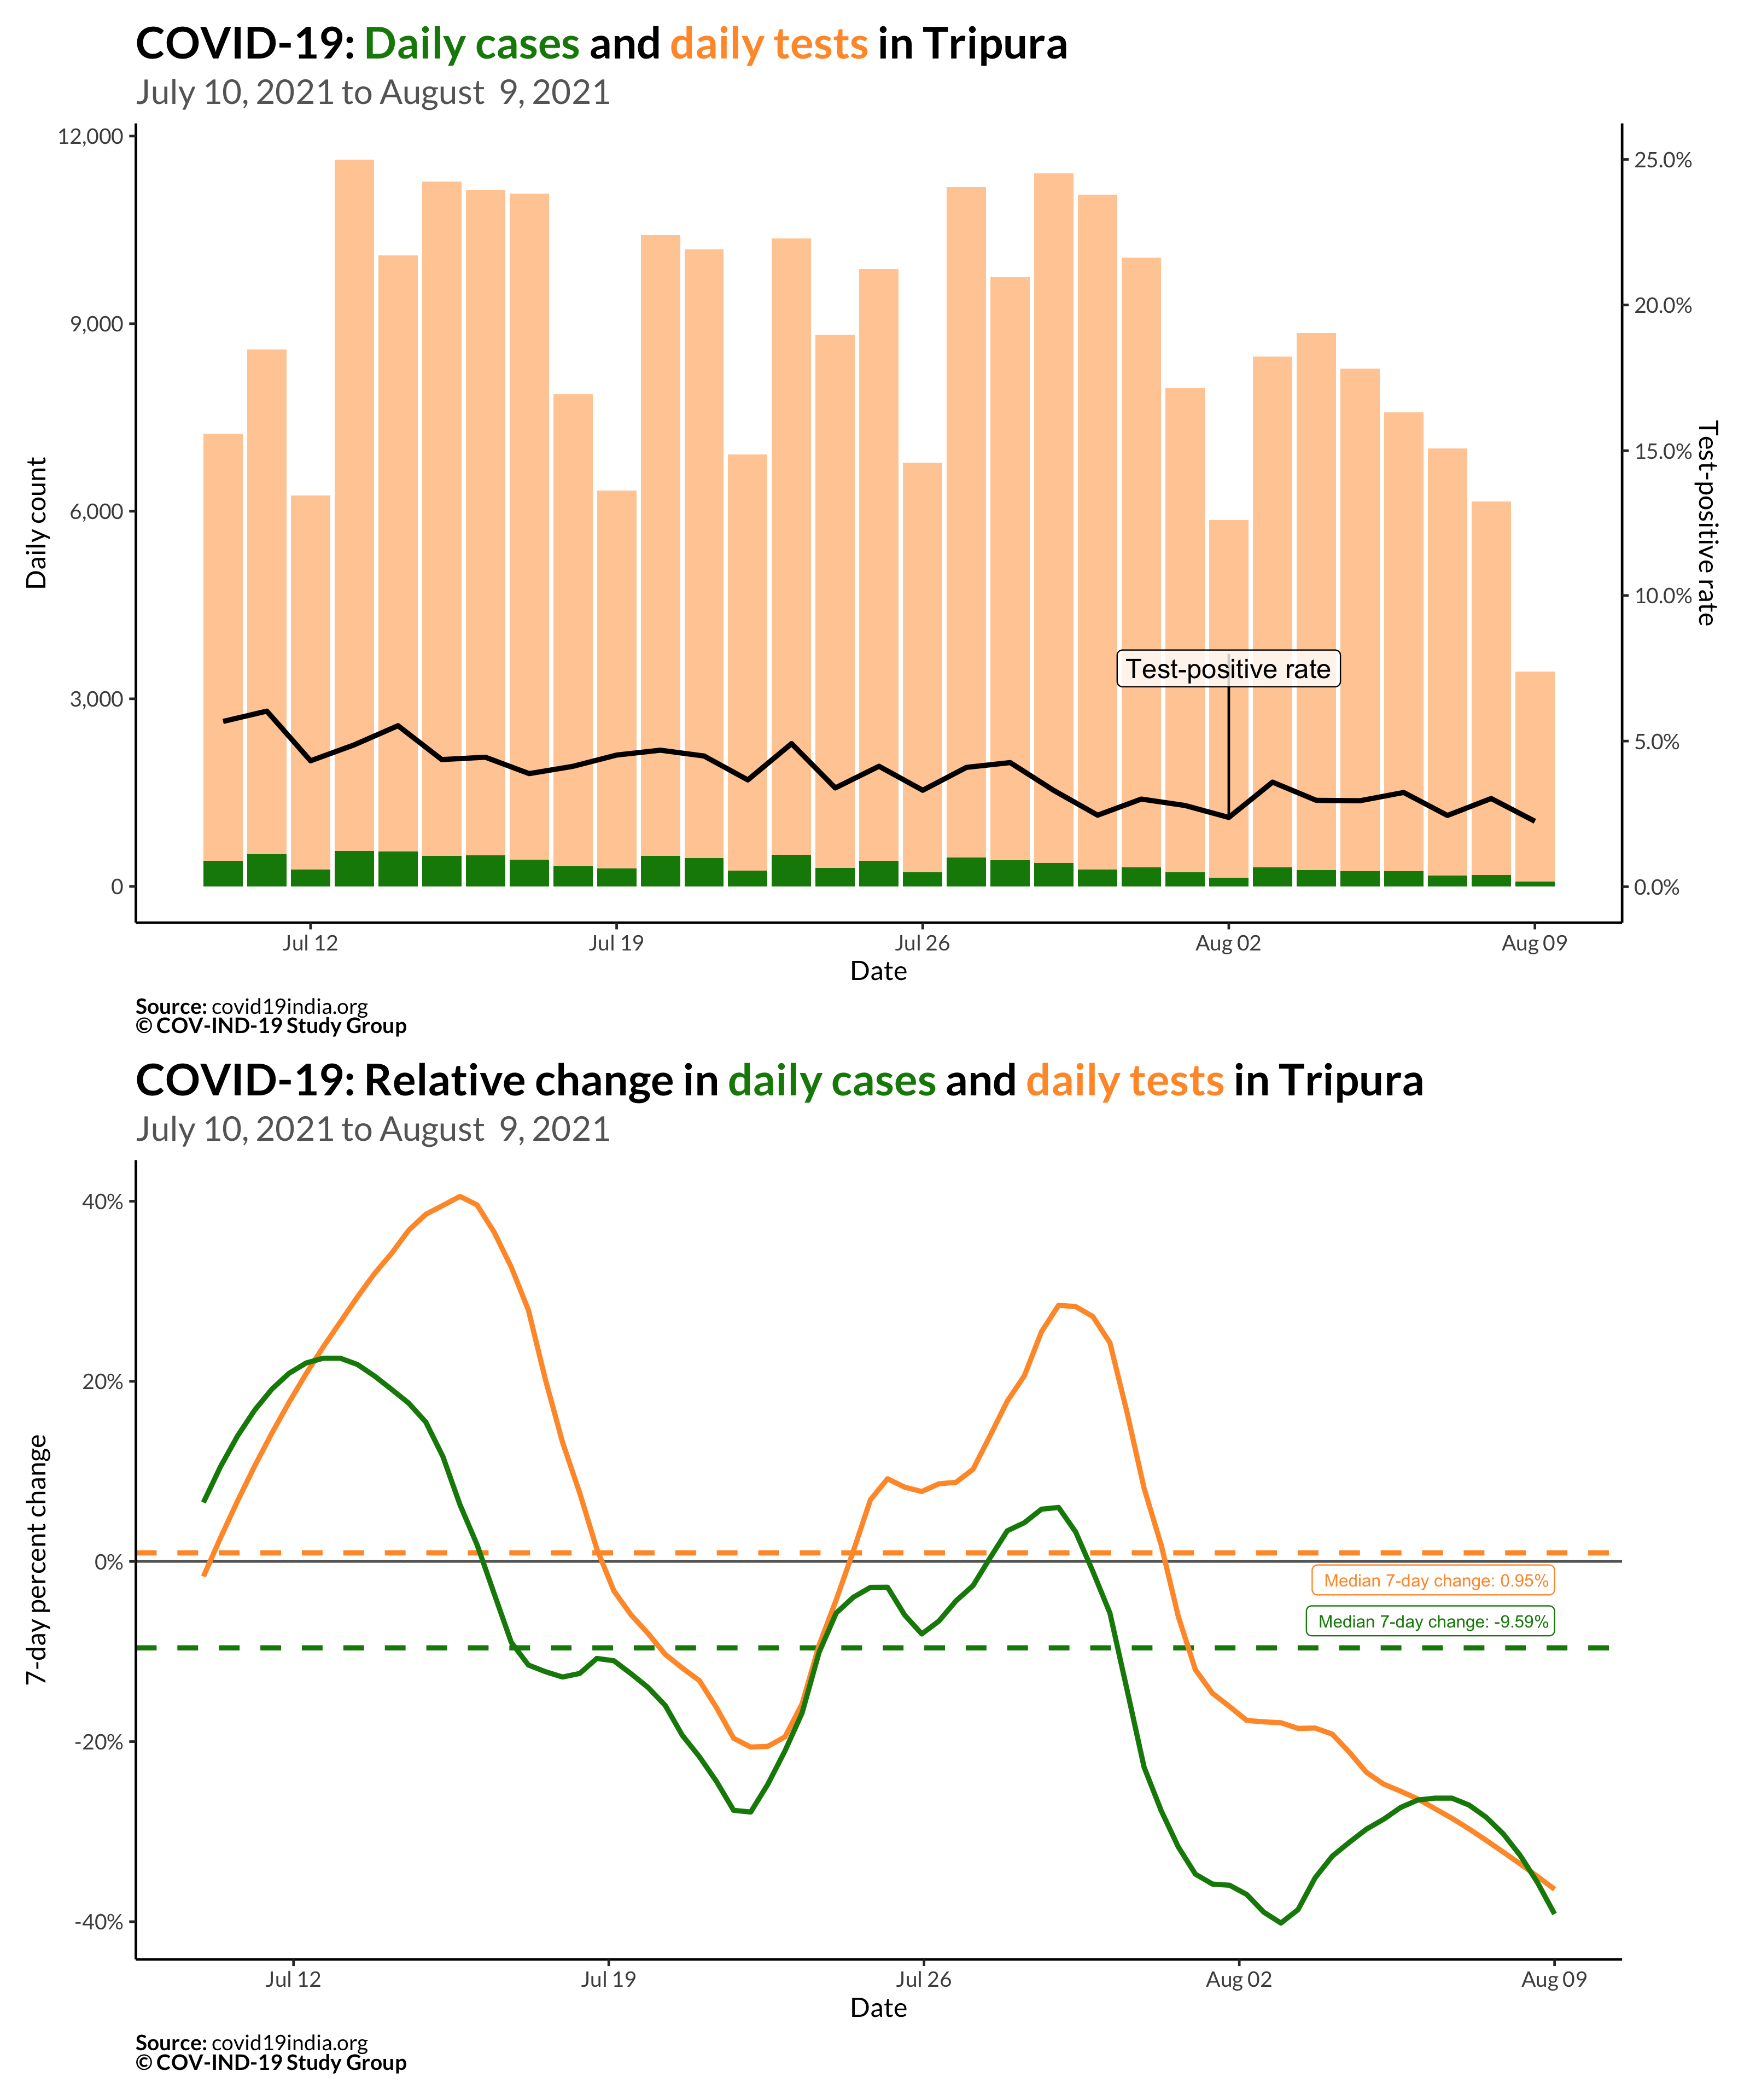 COVID-19: Daily cases and daily tests in Tripura
July 10, 2021 to August  9, 2021
12,000
9,000
6,000
3,000
0
Daily count
25.0%
20.0%
15.0%
10.0%
5.0%
0.0%
Test-positive rate
Test-positive rate
Jul 12
Jul 19
Jul 26
Aug 02
Aug 09
Date
Source: covid19india.org
© COV-IND-19 Study Group
COVID-19: Relative change in daily cases and daily tests in Tripura
July 10, 2021 to August  9, 2021
40%
20%
0%
-20%
-40%
7-day percent change
Median 7-day change: 0.95%
Median 7-day change: -9.59%
Jul 12
Jul 19
Jul 26
Aug 02
Aug 09
Date
Source: covid19india.org
© COV-IND-19 Study Group